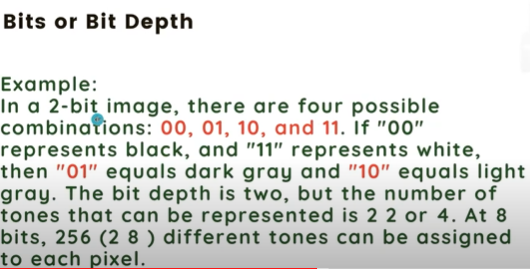 Bits or Bit Depth
Example:
In a 2-bit image, there are four possible
combinations: 00, 01, 10, and 11. If "00"
represents black, and "11" represents white,
then "01" equals dark gray and "10" equals light
gray. The bit depth is two, but the number of
tones that can be represented is 2 2 or 4. At 8
bits, 256 (2 8 ) different tones can be assigned
to each pixel.